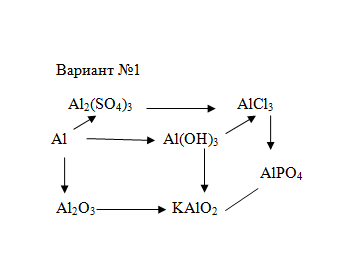 Вариант №1
Al₂(SO₄)₃ AlCl₃
Al Al(OH)₃
AlPO₄
Al₂O₃ KAlO₂